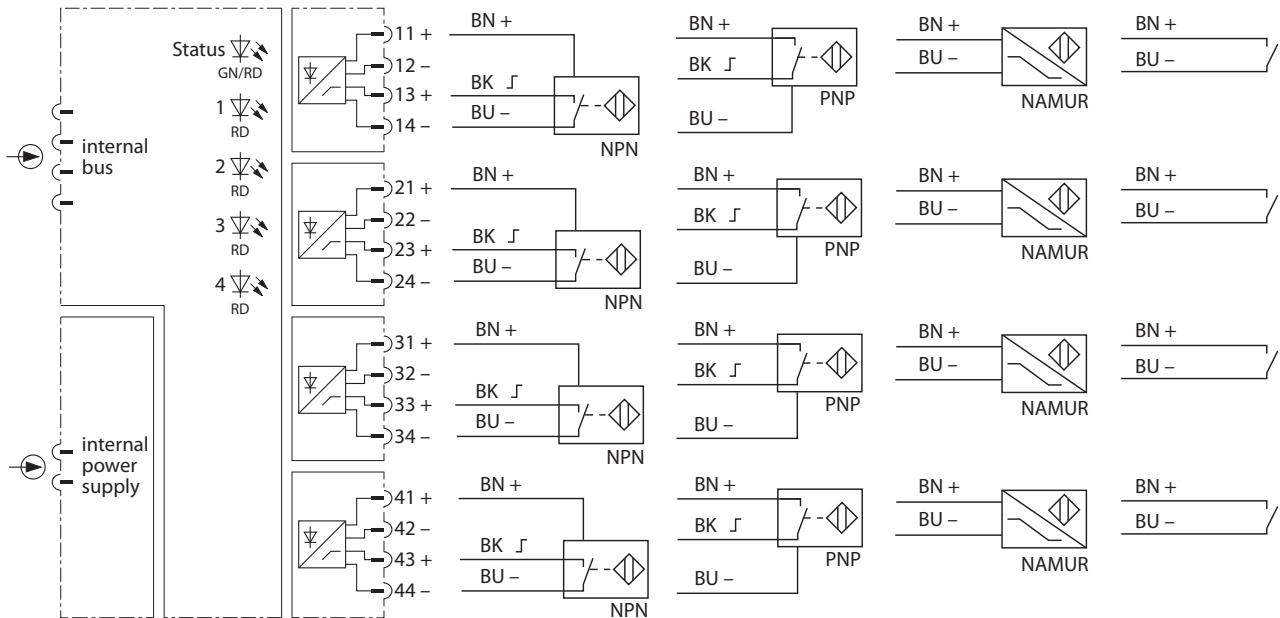 Status
GN/RD
1
RD
2
RD
3
RD
4
RD
internal
bus
internal
power
supply
11 +
12 –
13 +
14 –
BN +
BK
BU –
NPN
BN +
BK
BU –
PNP
BN +
BU –
NAMUR
BN +
BU –
21 +
22 –
23 +
24 –
BN +
BK
BU –
NPN
BN +
BK
BU –
PNP
BN +
BU –
NAMUR
BN +
BU –
31 +
32 –
33 +
34 –
BN +
BK
BU –
NPN
BN +
BK
BU –
PNP
BN +
BU –
NAMUR
BN +
BU –
41 +
42 –
43 +
44 –
BN +
BK
BU –
NPN
BN +
BK
BU –
PNP
BN +
BU –
NAMUR
BN +
BU –